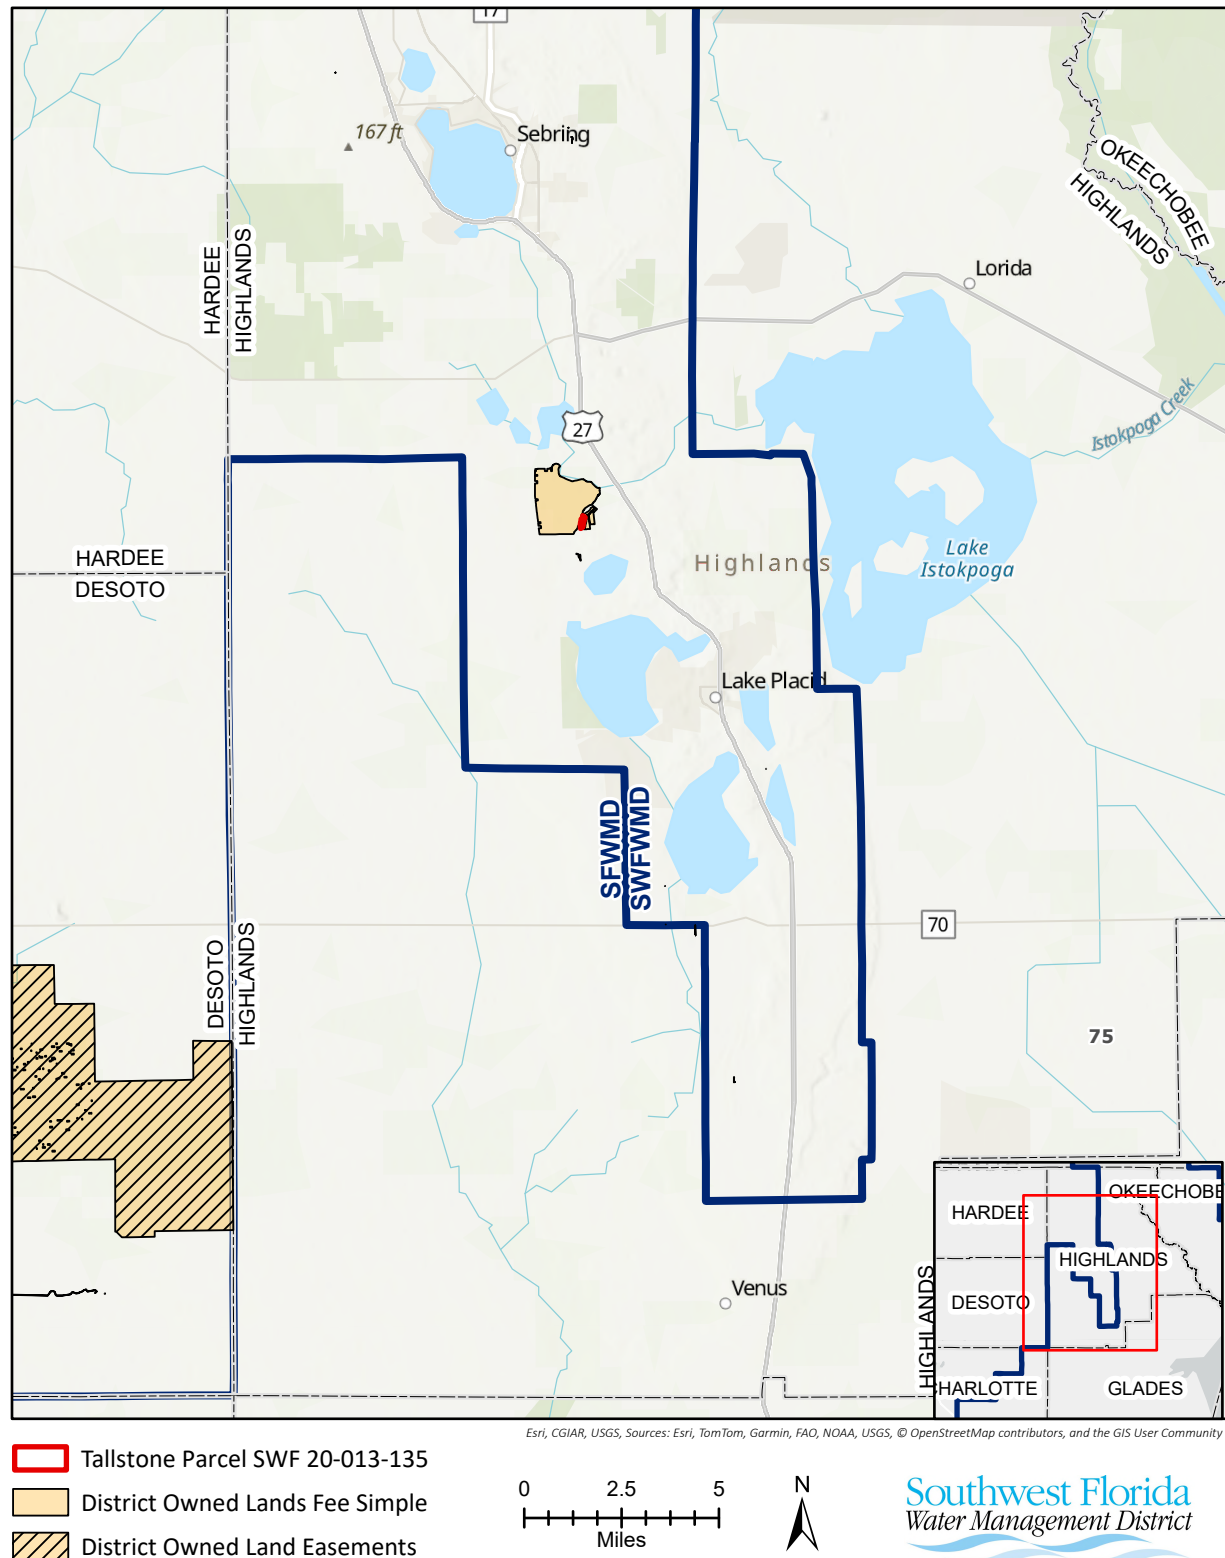 17
Sebring
167 ft
OKEECHOBEE
HIGHLANDS
HARDEE
HIGHLANDS
Lorida
Istokpoga Creek
27
HARDEE
DESOTO
Highlands
Lake
Istokpoga
Lake Placid
SFWMD
SWFWMD
70
DESOTO
HIGHLANDS
75
Venus
HIGHLANDS
OKEECHOBE
HARDEE
HIGHLANDS
DESOTO
HARLOTTE
GLADES
Esri, CGIAR, USGS, Sources: Esri, TomTom, Garmin, FAO, NOAA, USGS, © OpenStreetMap contributors, and the GIS User Community
Tallstone Parcel SWF 20-013-135
District Owned Lands Fee Simple
District Owned Land Easements
0 2.5 5
Miles
N
Southwest Florida
Water Management District